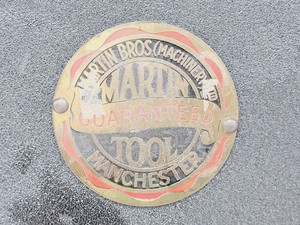 MARTIN BROS (MACHINERY) LTD
MARTIN
GUARANTEED
TOOL
MANCHESTER